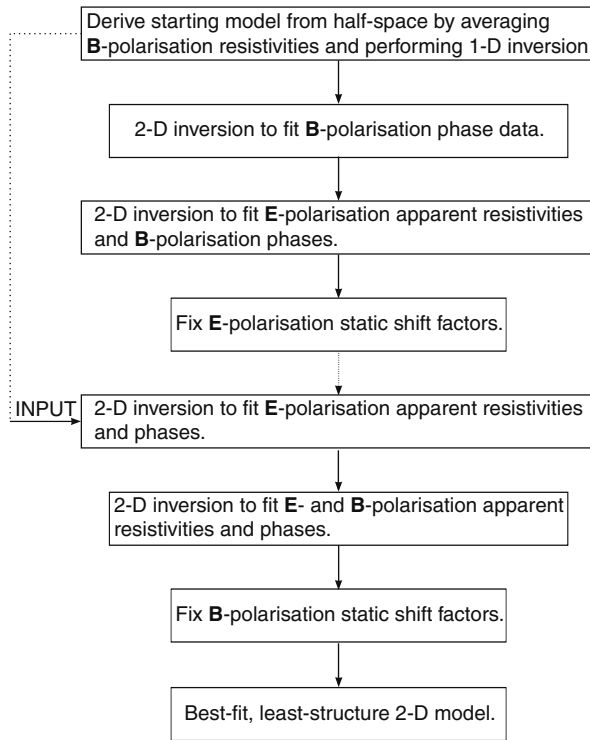 Derive starting model from half-space by averaging
B-polarisation resistivities and performing 1-D inversion
2-D inversion to fit B-polarisation phase data.
2-D inversion to fit E-polarisation apparent resistivities
and B-polarisation phases.
Fix E-polarisation static shift factors.
INPUT
2-D inversion to fit E-polarisation apparent resistivities
and phases.
2-D inversion to fit E- and B-polarisation apparent
resistivities and phases.
Fix B-polarisation static shift factors.
Best-fit, least-structure 2-D model.